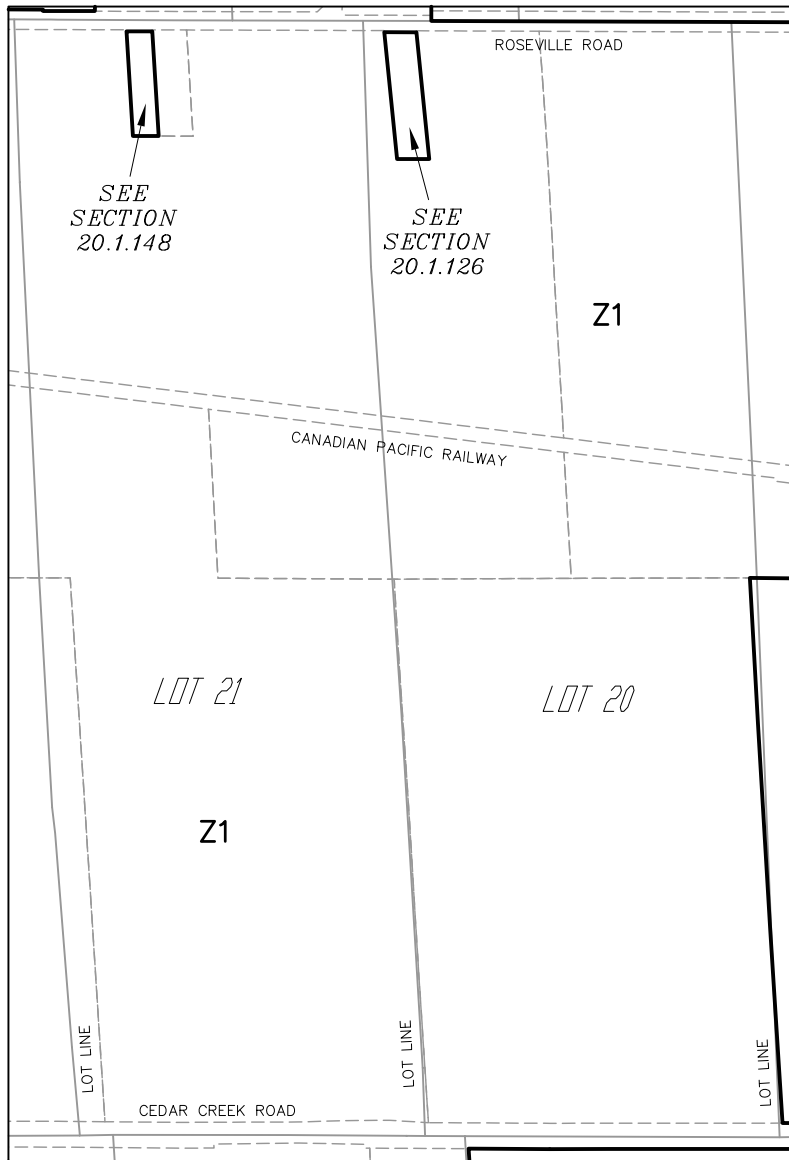 ROSEVILLE ROAD
SEE
SECTION
20.1.148
SEE
SECTION
20.1.126
Z1
CANADIAN PACIFIC RAILWAY
LOT 21
LOT 20
Z1
LOT LINE
LOT LINE
LOT LINE
CEDAR CREEK ROAD